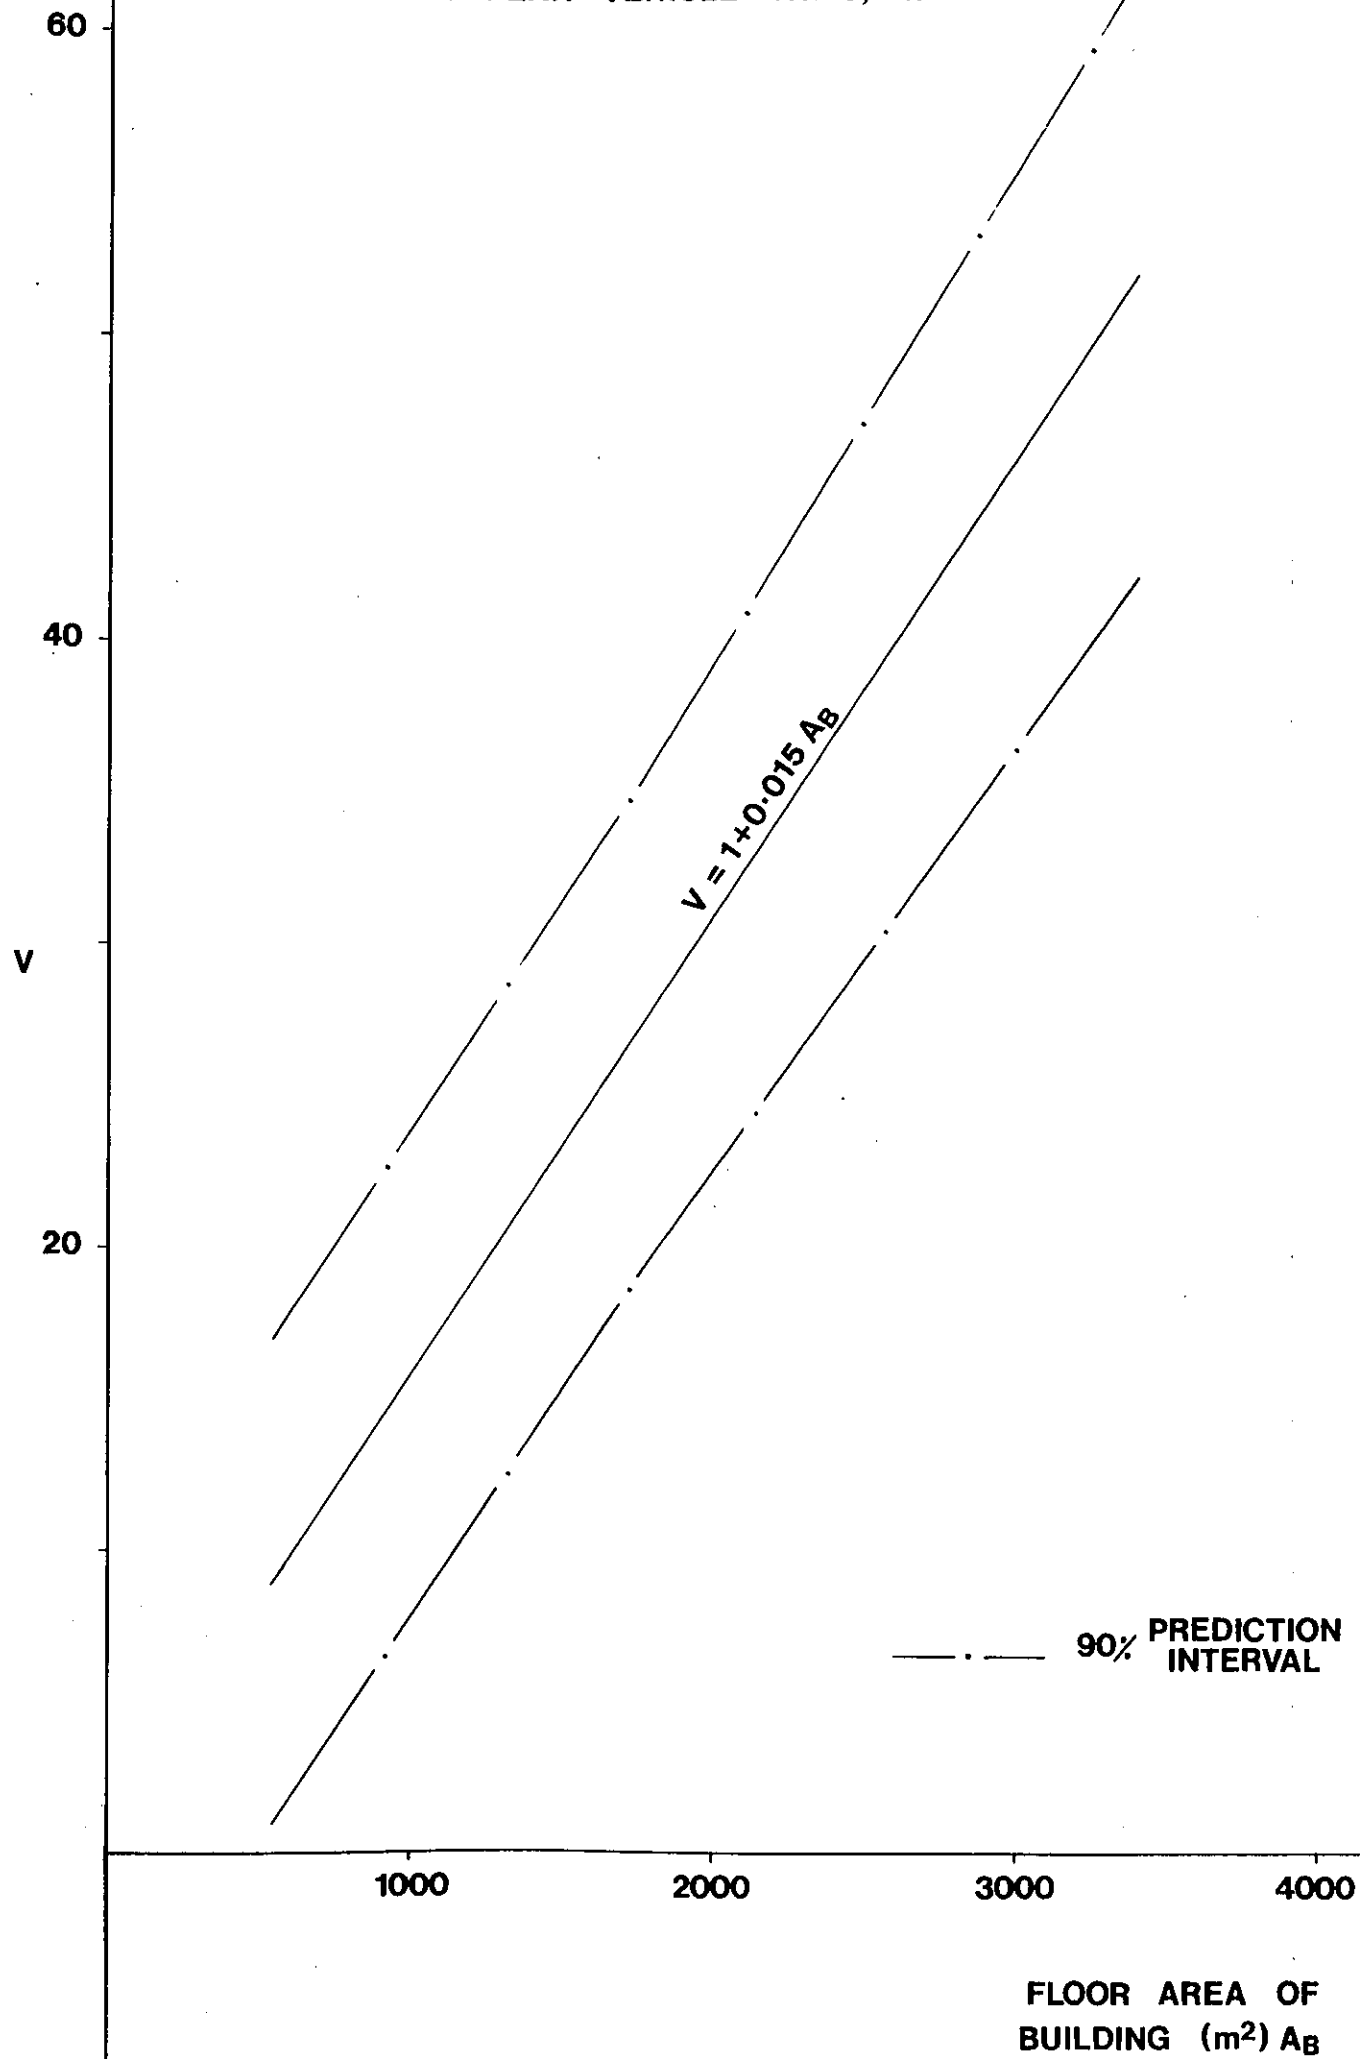 60
40
V = 1+0·015 AB
V
20
90% PREDICTION
INTERVAL
1000 2000 3000 4000
FLOOR AREA OF
BUILDING (m²) AB